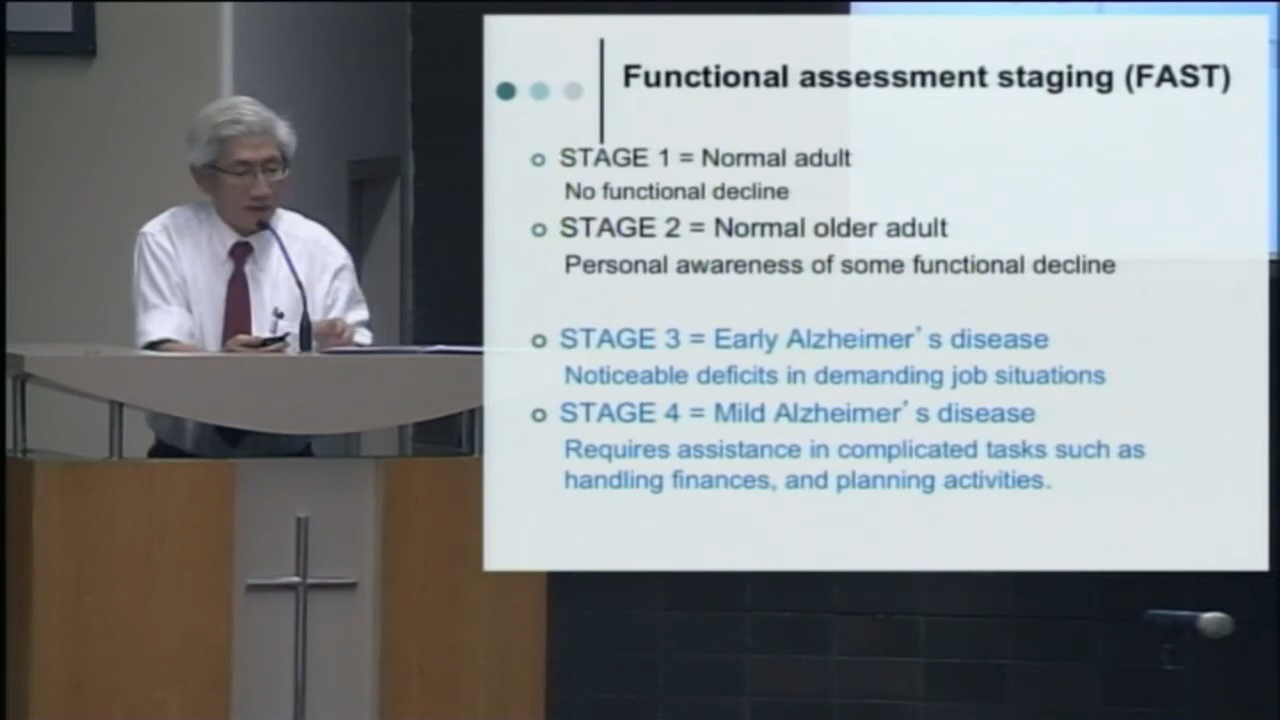 Functional assessment staging (FAST)
STAGE 1 = Normal adult
No functional decline
STAGE 2 = Normal older adult
Personal awareness of some functional decline
STAGE 3 = Early Alzheimer's disease
Noticeable deficits in demanding job situations
STAGE 4 = Mild Alzheimer's disease
Requires assistance in complicated tasks such as
handling finances, and planning activities.